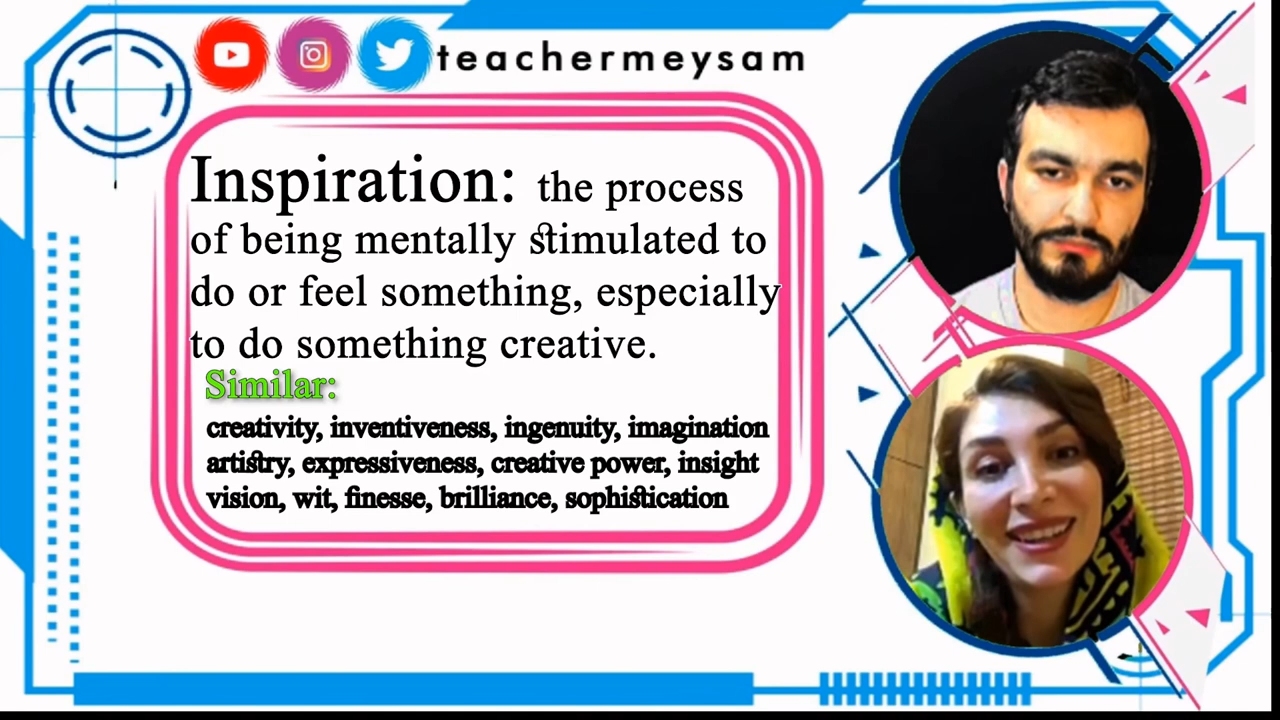 teachermeysam
Inspiration: the process
of being mentally stimulated to
do or feel something, especially
to do something creative.
Similar:
creativity, inventiveness, ingenuity, imagination
artistry, expressiveness, creative power, insight
vision, wit, finesse, brilliance, sophistication